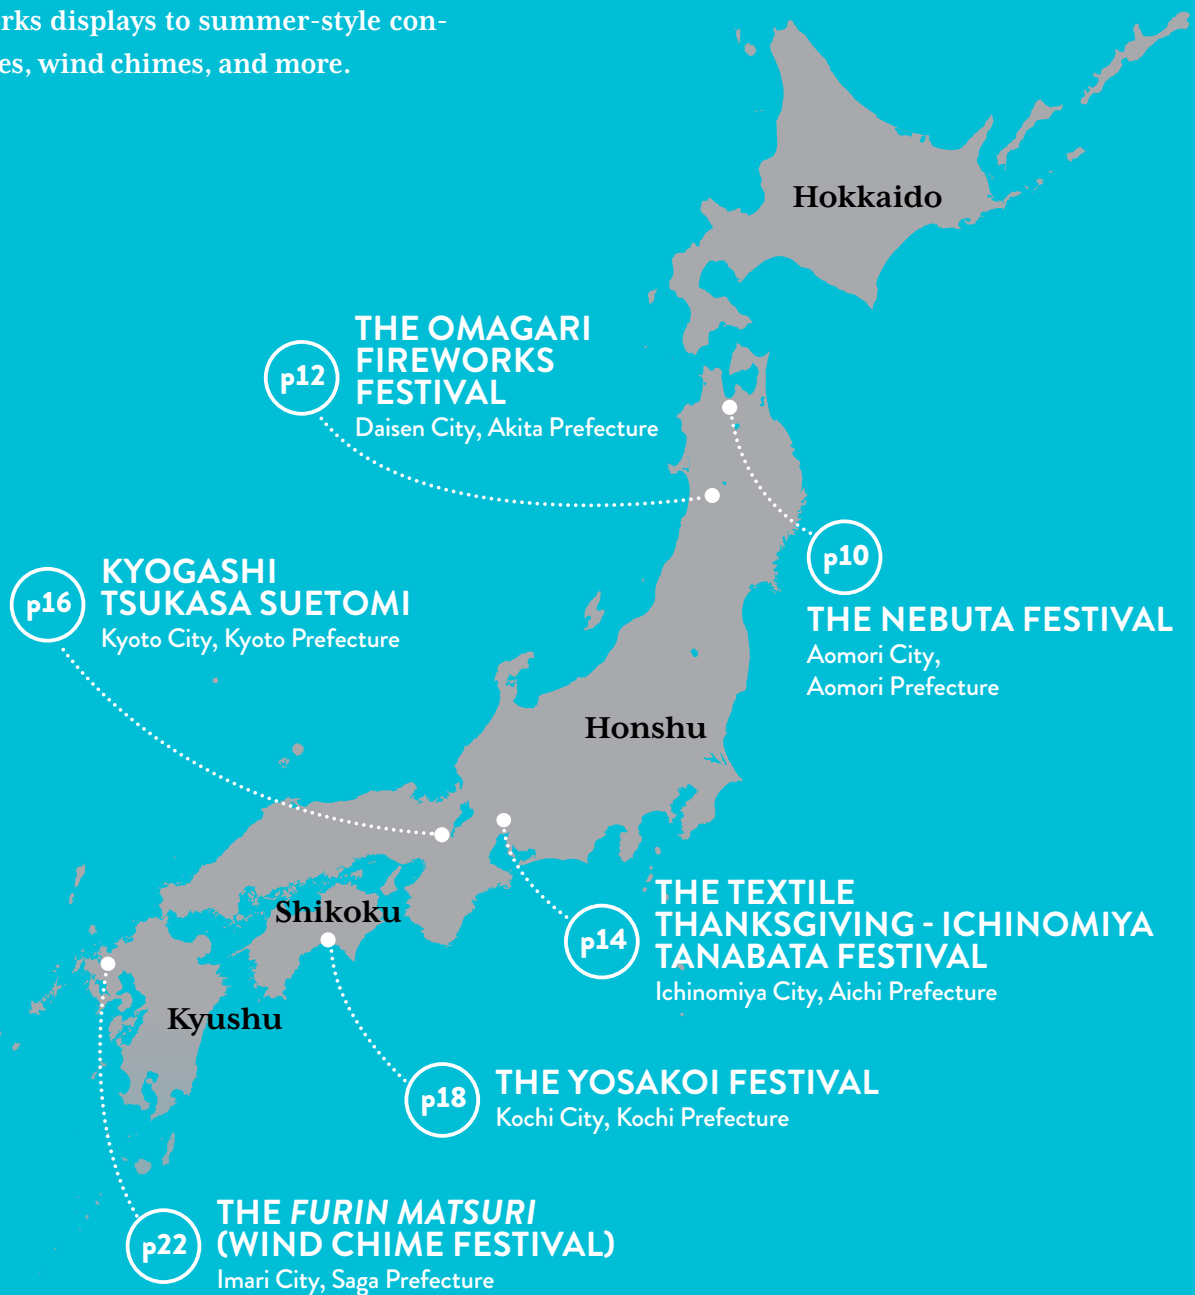 rks displays to summer-style con-
es, wind chimes, and more.
Hokkaido
p12
THE OMAGARI
FIREWORKS
FESTIVAL
Daisen City, Akita Prefecture
p10
THE NEBUTA FESTIVAL
Aomori City,
Aomori Prefecture
p16
KYOGASHI
TSUKASA SUETOMI
Kyoto City, Kyoto Prefecture
Honshu
p14
THE TEXTILE
THANKSGIVING - ICHINOMIYA
TANABATA FESTIVAL
Ichinomiya City, Aichi Prefecture
Shikoku
Kyushu
p18
THE YOSAKOI FESTIVAL
Kochi City, Kochi Prefecture
p22
THE FURIN MATSURI
(WIND CHIME FESTIVAL)
Imari City, Saga Prefecture